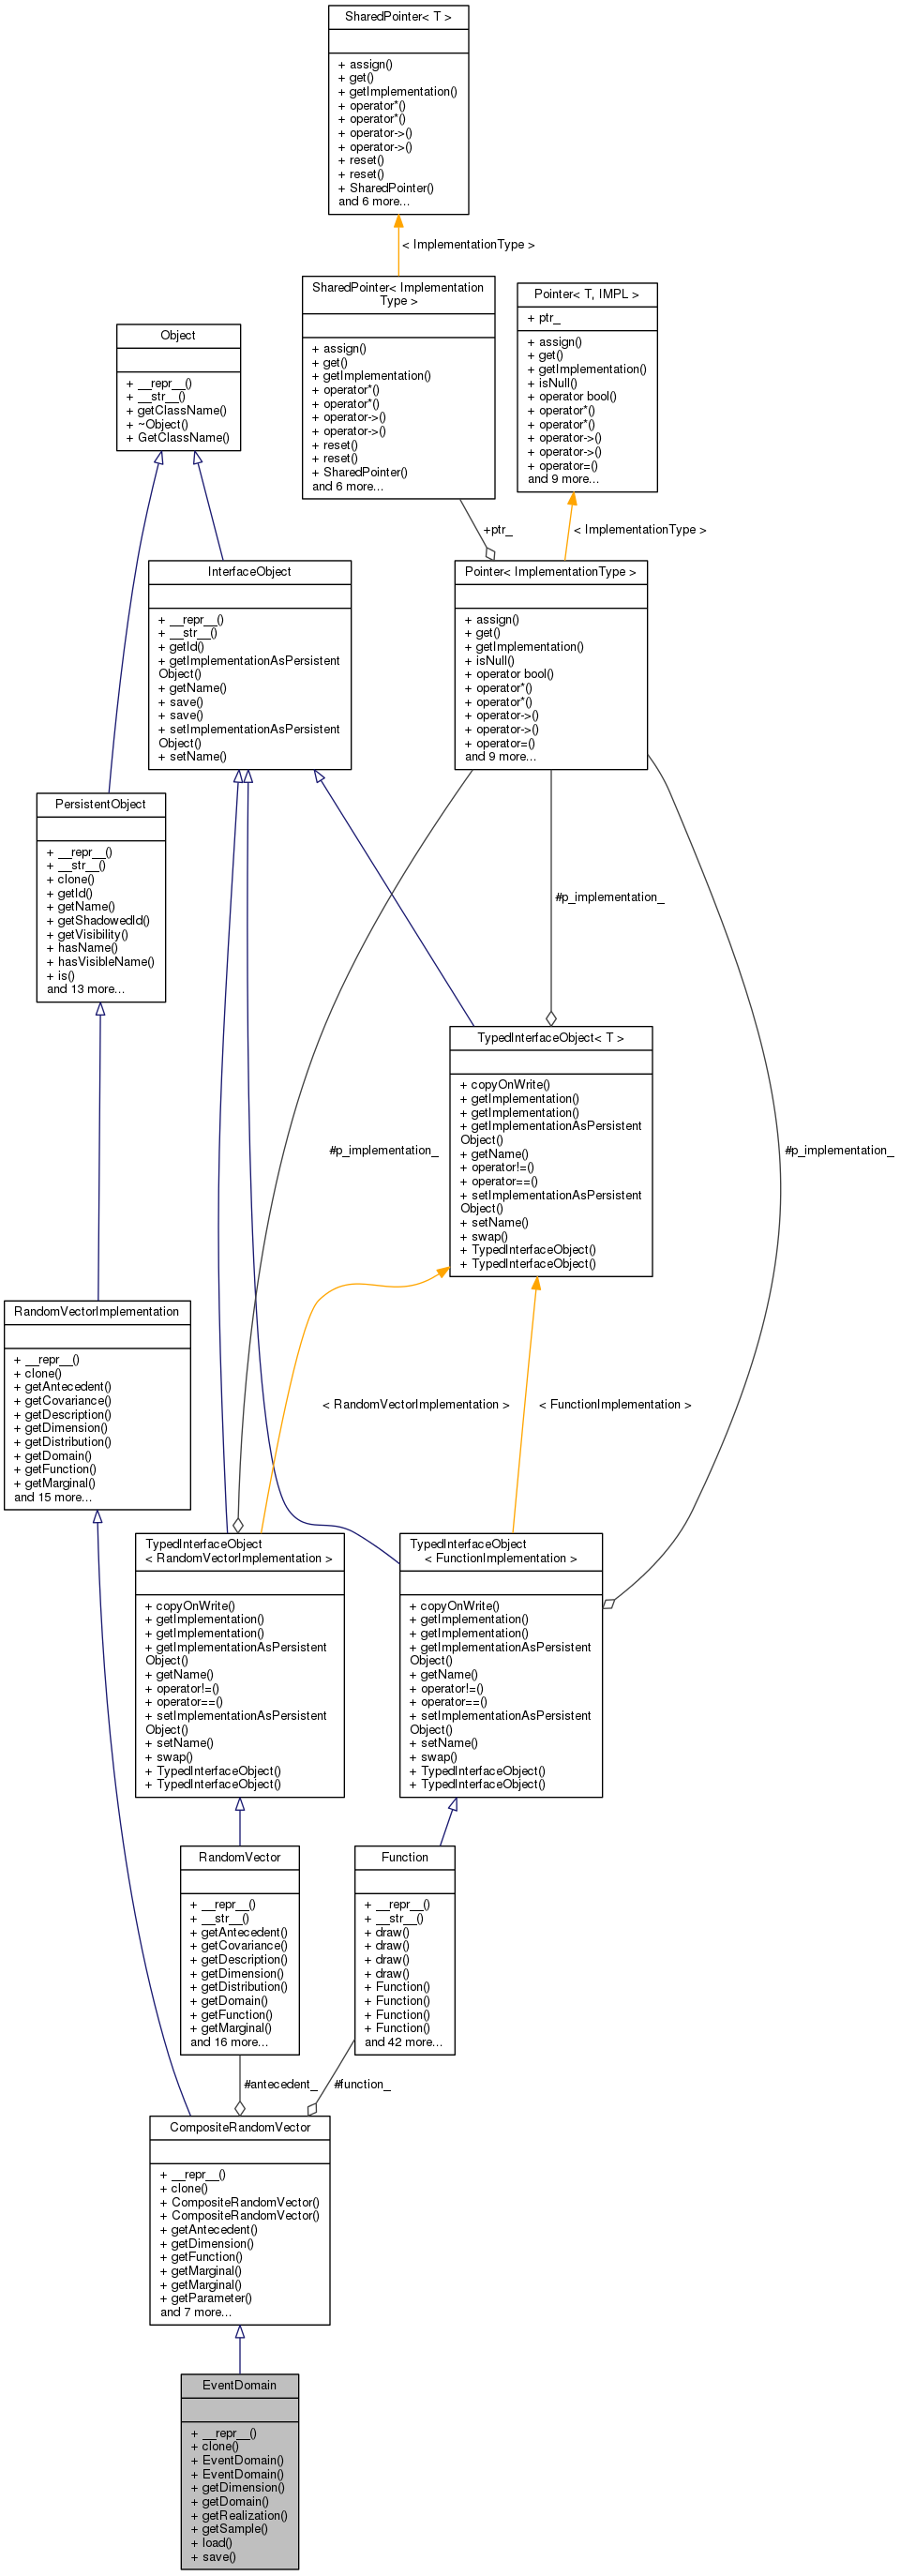 SharedPointer< T >
+ assign()
+ get()
+ getImplementation()
+ operator*()
+ operator*()
+ operator->()
+ operator->()
+ reset()
+ reset()
+ SharedPointer()
and 6 more...
< ImplementationType >
SharedPointer< Implementation
Type >
+ assign()
+ get()
+ getImplementation()
+ operator*()
+ operator*()
+ operator->()
+ operator->()
+ reset()
+ reset()
+ SharedPointer()
and 6 more...
Pointer< T, IMPL >
+ ptr_
+ assign()
+ get()
+ getImplementation()
+ isNull()
+ operator bool()
+ operator*()
+ operator*()
+ operator->()
+ operator->()
+ operator=()
and 9 more...
Object
+ __repr__()
+ __str__()
+ getClassName()
+ ~Object()
+ GetClassName()
+ptr_
< ImplementationType >
InterfaceObject
+ __repr__()
+ __str__()
+ getId()
+ getImplementationAsPersistent
Object()
+ getName()
+ save()
+ save()
+ setImplementationAsPersistent
Object()
+ setName()
Pointer< ImplementationType >
+ assign()
+ get()
+ getImplementation()
+ isNull()
+ operator bool()
+ operator*()
+ operator*()
+ operator->()
+ operator->()
+ operator=()
and 9 more...
PersistentObject
+ __repr__()
+ __str__()
+ clone()
+ getId()
+ getName()
+ getShadowedId()
+ getVisibility()
+ hasName()
+ hasVisibleName()
+ is()
and 13 more...
#p_implementation_
TypedInterfaceObject< T >
+ copyOnWrite()
+ getImplementation()
+ getImplementation()
+ getImplementationAsPersistent
Object()
+ getName()
+ operator!=()
+ operator==()
+ setImplementationAsPersistent
Object()
+ setName()
+ swap()
+ TypedInterfaceObject()
+ TypedInterfaceObject()
#p_implementation_
#p_implementation_
RandomVectorImplementation
+ __repr__()
+ clone()
+ getAntecedent()
+ getCovariance()
+ getDescription()
+ getDimension()
+ getDistribution()
+ getDomain()
+ getFunction()
+ getMarginal()
and 15 more...
< RandomVectorImplementation >
< FunctionImplementation >
TypedInterfaceObject
< RandomVectorImplementation >
+ copyOnWrite()
+ getImplementation()
+ getImplementation()
+ getImplementationAsPersistent
Object()
+ getName()
+ operator!=()
+ operator==()
+ setImplementationAsPersistent
Object()
+ setName()
+ swap()
+ TypedInterfaceObject()
+ TypedInterfaceObject()
TypedInterfaceObject
< FunctionImplementation >
+ copyOnWrite()
+ getImplementation()
+ getImplementation()
+ getImplementationAsPersistent
Object()
+ getName()
+ operator!=()
+ operator==()
+ setImplementationAsPersistent
Object()
+ setName()
+ swap()
+ TypedInterfaceObject()
+ TypedInterfaceObject()
RandomVector
+ __repr__()
+ __str__()
+ getAntecedent()
+ getCovariance()
+ getDescription()
+ getDimension()
+ getDistribution()
+ getDomain()
+ getFunction()
+ getMarginal()
and 16 more...
Function
+ __repr__()
+ __str__()
+ draw()
+ draw()
+ draw()
+ draw()
+ Function()
+ Function()
+ Function()
+ Function()
and 42 more...
#antecedent_
#function_
CompositeRandomVector
+ __repr__()
+ clone()
+ CompositeRandomVector()
+ CompositeRandomVector()
+ getAntecedent()
+ getDimension()
+ getFunction()
+ getMarginal()
+ getMarginal()
+ getParameter()
and 7 more...
EventDomain
+ __repr__()
+ clone()
+ EventDomain()
+ EventDomain()
+ getDimension()
+ getDomain()
+ getRealization()
+ getSample()
+ load()
+ save()